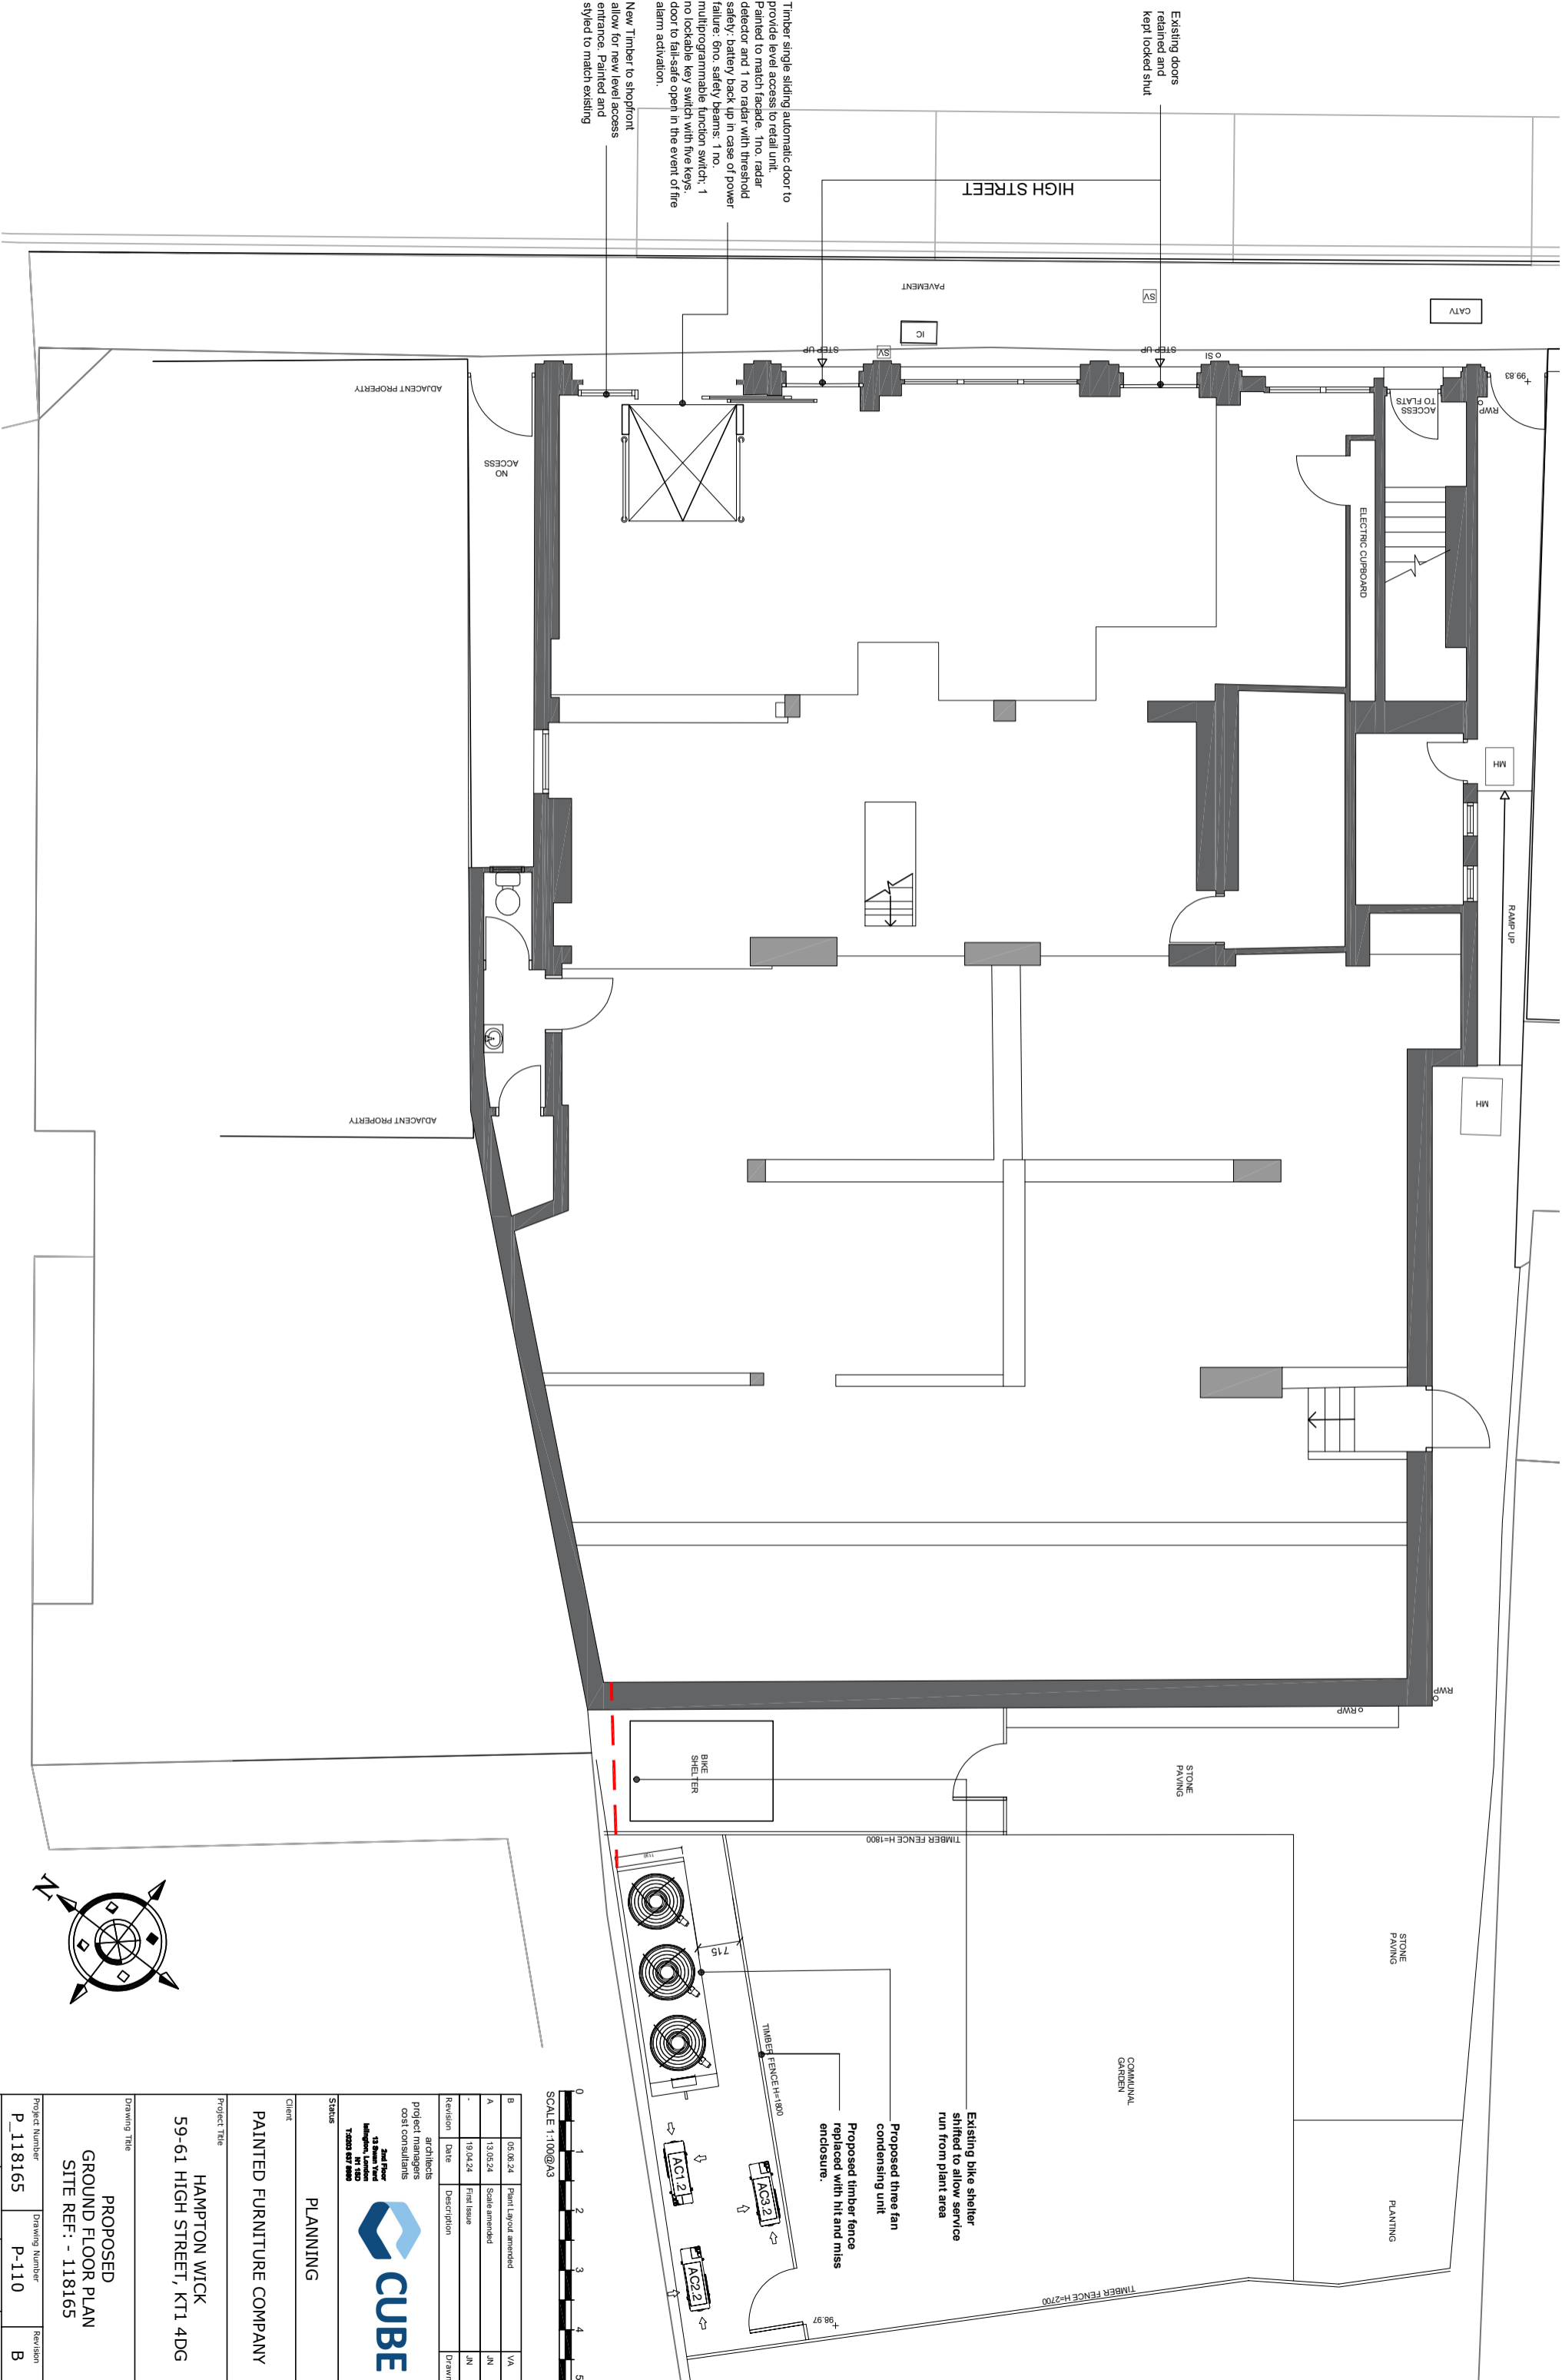 Existing doors
retained and
kept locked shut
Timber single sliding automatic door to
provide level access to retail unit.
Painted to match facade. 1no. radar
detector and 1 no radar with threshold
safety: battery back up in case of power
failure: 6no. safety beams: 1 no.
multiprogrammable function switch; 1
no lockable key switch with five keys.
door to fail-safe open in the event of fire
alarm activation.
New Timber to shopfront
allow for new level access
entrance. Painted and
styled to match existing
HIGH STREET
PAVEMENT
SV
CATV
IC
SV
STEP UP
STEP UP
SI
99.83
RWP
ACCESS
TO FLATS
ADJACENT PROPERTY
NO
ACCESS
ELECTRIC CUPBOARD
MH
RAMP UP
MH
ADJACENT PROPERTY
RWP
RWP
BIKE
SHELTER
STONE
PAVING
TIMBER FENCE H=1800
STONE
PAVING
715
TIMBER FENCE H=1800
COMMUNAL
GARDEN
PLANTING
Existing bike shelter
shifted to allow service
run from plant area
Proposed three fan
condensing unit
Proposed timber fence
replaced with hit and miss
enclosure.
AC1.2
AC3.2
AC2.2
TIMBER FENCE H=2700
98.97
N
0 1 2 3 4 5
SCALE 1:100@A3
B 05.06.24 Plant Layout amended VA
A 13.05.24 Scale amended JN
- 19.04.24 First Issue JN
Revision Date Description Drawn
architects
project managers
cost consultants
2nd Floor
13 Swan Yard
Islington, London
N1 1SD
CUBE
Status
PLANNING
Client
PAINTED FURNITURE COMPANY
Project Title
HAMPTON WICK
59-61 HIGH STREET, KT1 4DG
Drawing Title
PROPOSED
GROUND FLOOR PLAN
SITE REF: - 118165
Project Number Drawing Number Revision
P_118165 P-110 B